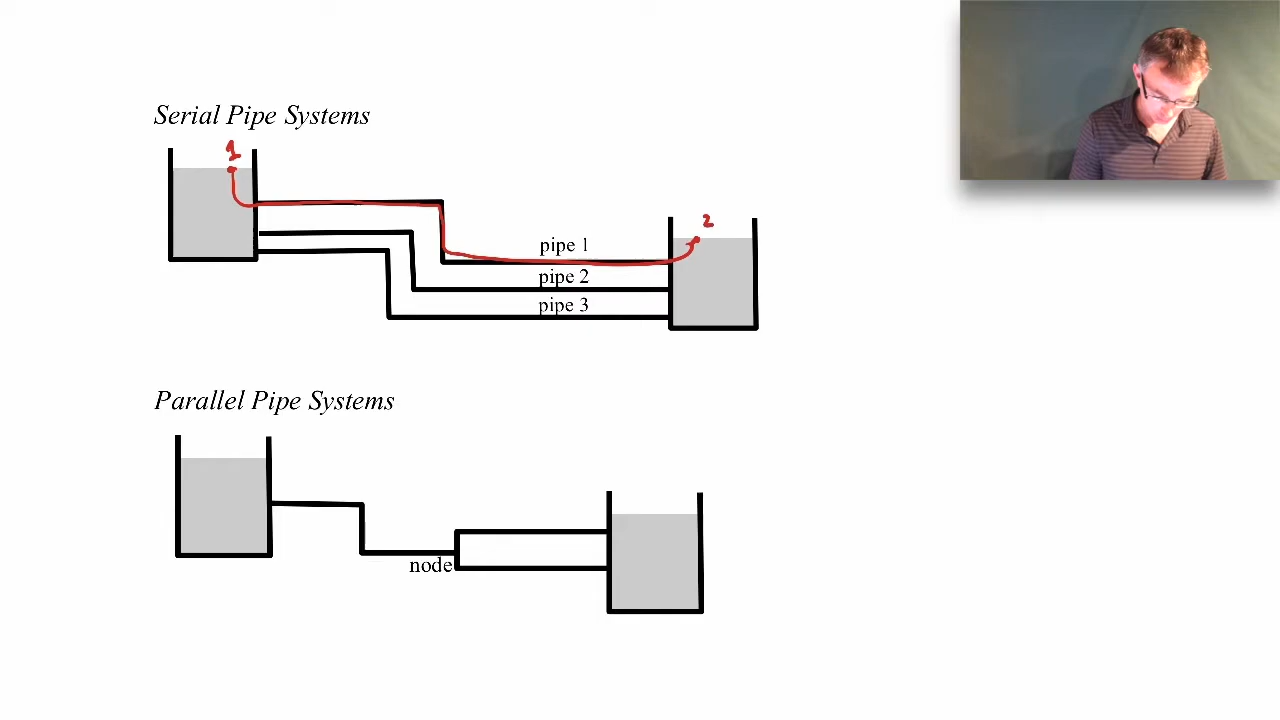 Serial Pipe Systems
1
2
pipe 1
pipe 2
pipe 3
Parallel Pipe Systems
node